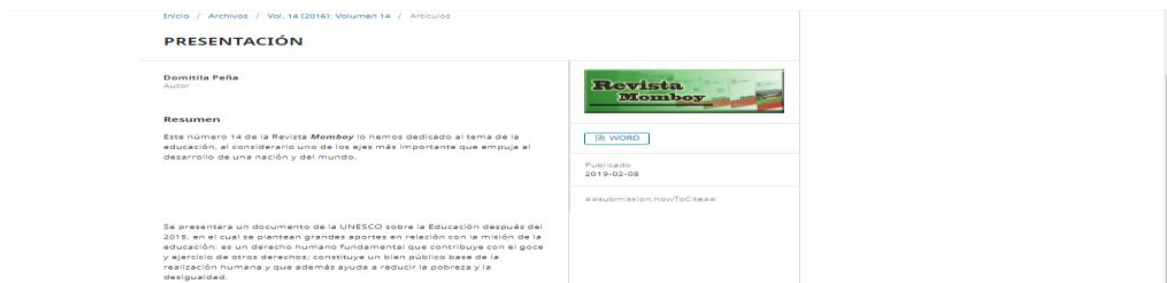 Inicio / Archivos / Vol. 14 (2016): Volumen 14 / Artículos
PRESENTACIÓN
Domitila Peña
Autor
Resumen
Este número 14 de la Revista Momboy lo hemos dedicado al tema de la
educación, al considerarlo uno de los ejes más importante que empuja al
desarrollo de una nación y del mundo.
Se presentara un documento de la UNESCO sobre la Educación después del
2015, en el cual se plantean grandes aportes en relación con la misión de la
educación: es un derecho humano fundamental que contribuye con el goce
y ejercicio de otros derechos; constituye un bien público base de la
realización humana y que además ayuda a reducir la pobreza y la
desigualdad.
Revista
Momboy
WORD
Publicado
2019-02-08
##submission.howToCite##